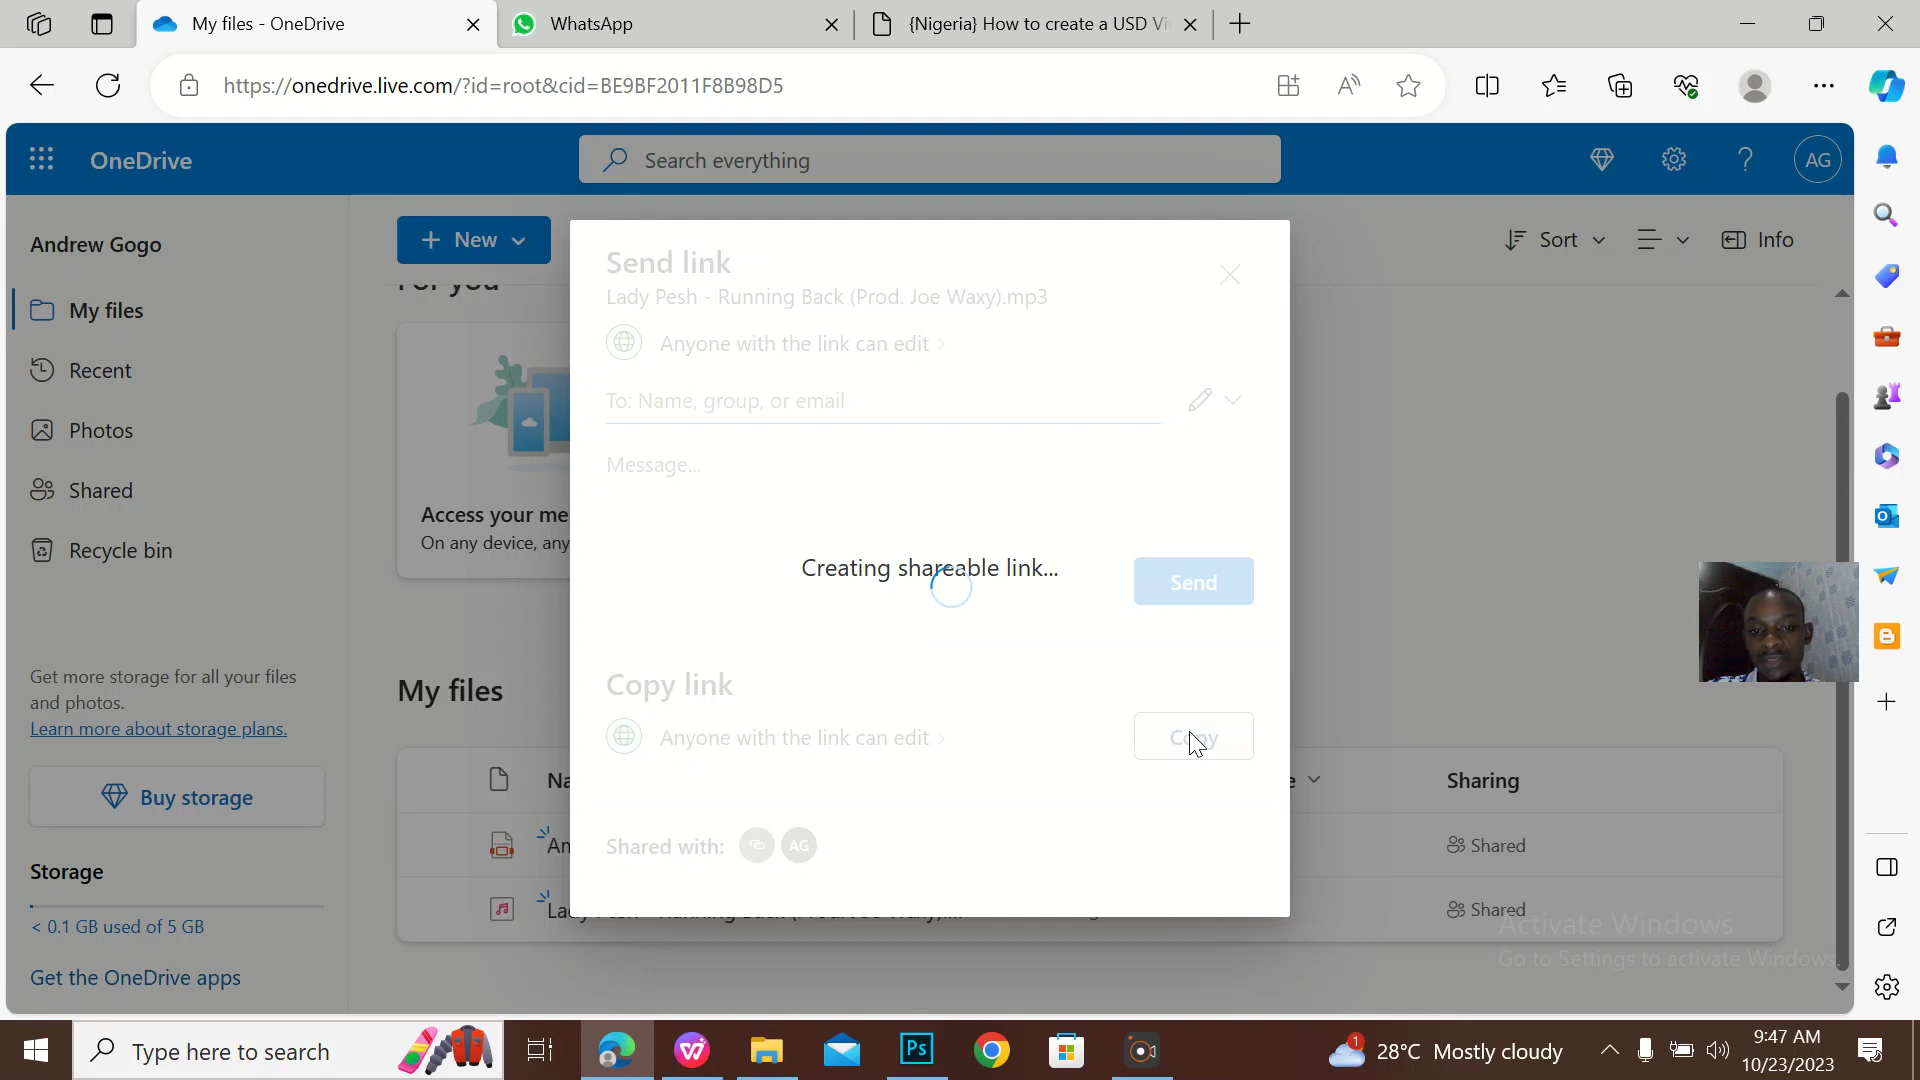 My files - OneDrive
WhatsApp
{Nigeria} How to create a USD Vi
https://onedrive.live.com/?id=root&cid=BE9BF2011F8B98D5
OneDrive
Search everything
AG
Andrew Gogo
New
Sort
Info
For you
My files
Recent
Photos
Shared
Recycle bin
Access your me
On any device, any
Send link
Lady Pesh - Running Back (Prod. Joe Waxy).mp3
Anyone with the link can edit
To: Name, group, or email
Message...
Creating shareable link...
Send
Copy link
Anyone with the link can edit
Copy
Shared with:
AG
Get more storage for all your files
and photos.
Learn more about storage plans.
Buy storage
Storage
< 0.1 GB used of 5 GB
Get the OneDrive apps
My files
Na
e
Sharing
An
Shared
Shared
Activate Windows
Go to Settings to activate Windows.
Type here to search
Ps
1
28°C Mostly cloudy
9:47 AM
10/23/2023